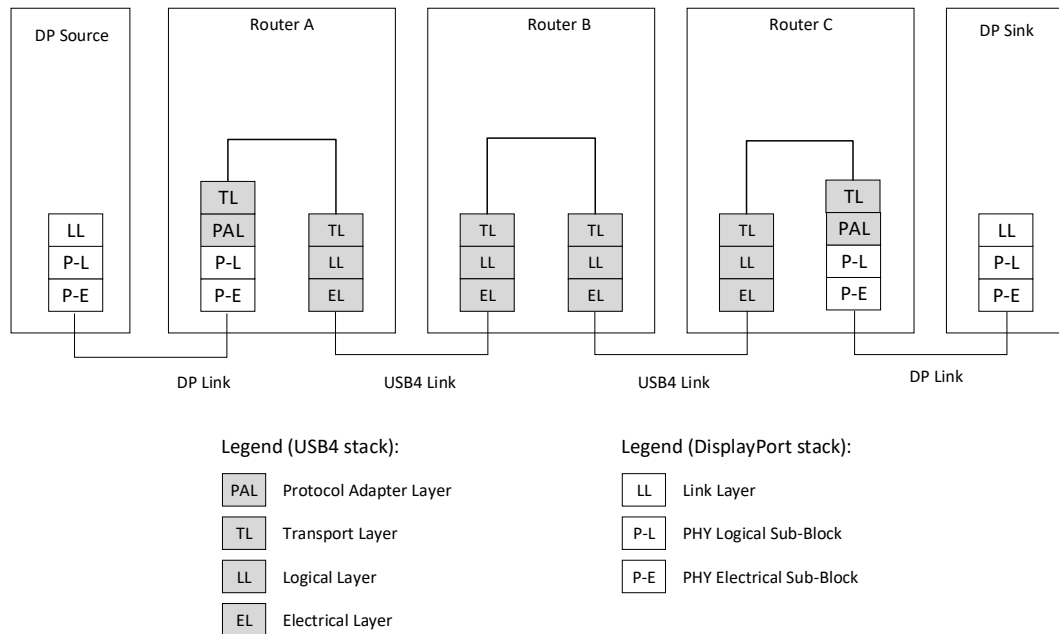 DP Source
Router A
Router B
Router C
DP Sink
TL
TL
LL
PAL
TL
TL
TL
TL
PAL
LL
P-L
P-L
LL
LL
LL
LL
P-L
P-L
P-E
P-E
EL
EL
EL
EL
P-E
P-E
DP Link
USB4 Link
USB4 Link
DP Link
Legend (USB4 stack):
PAL Protocol Adapter Layer
TL Transport Layer
LL Logical Layer
EL Electrical Layer
Legend (DisplayPort stack):
LL Link Layer
P-L PHY Logical Sub-Block
P-E PHY Electrical Sub-Block